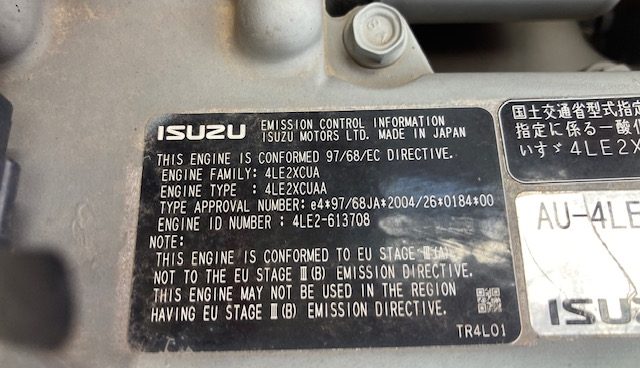 ISUZU EMISSION CONTROL INFORMATION
ISUZU MOTORS LTD. MADE IN JAPAN
THIS ENGINE IS CONFORMED 97/68/EC DIRECTIVE.
ENGINE FAMILY: 4LE2XCUA
ENGINE TYPE : 4LE2XCUAA
TYPE APPROVAL NUMBER: e4*97/68JA*2004/26*0184*00
ENGINE ID NUMBER : 4LE2-613708
NOTE:
THIS ENGINE IS CONFORMED TO EU STAGE Ⅲ(A)
NOT TO THE EU STAGE Ⅲ(B) EMISSION DIRECTIVE.
THIS ENGINE MAY NOT BE USED IN THE REGION
HAVING EU STAGE Ⅲ(B) EMISSION DIRECTIVE.
TR4L01
国土交通省型式指
指定に係る一酸化
いすゞ 4LE2X
AU-4LE
ISUZU